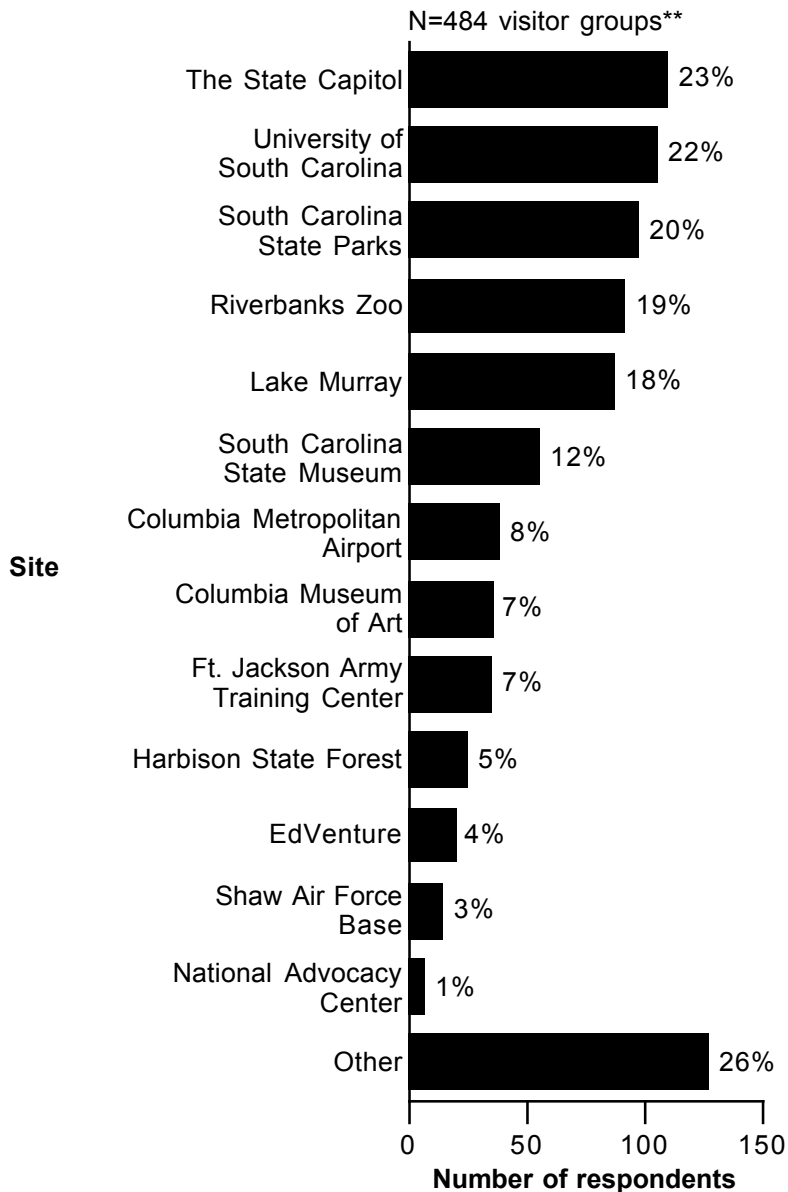 N=484 visitor groups**
The State Capitol
23%
University of
South Carolina
22%
South Carolina
State Parks
20%
Riverbanks Zoo
19%
Lake Murray
18%
South Carolina
State Museum
12%
Columbia Metropolitan
Airport
8%
Site
Columbia Museum
of Art
7%
Ft. Jackson Army
Training Center
7%
Harbison State Forest
5%
EdVenture
4%
Shaw Air Force
Base
3%
National Advocacy
Center
1%
Other
26%
0 50 100 150
Number of respondents